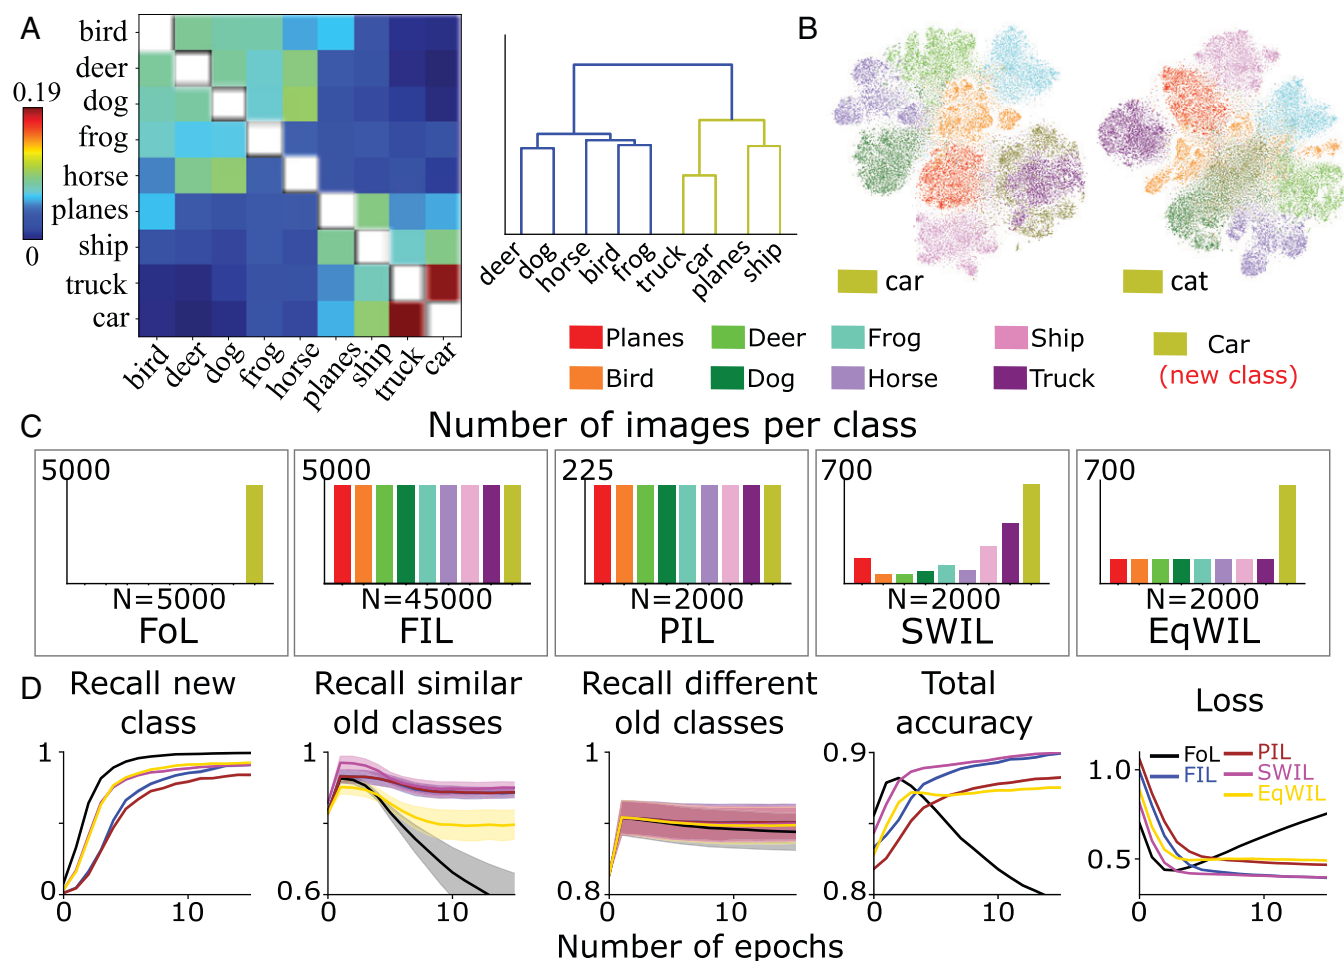 A
B
bird
deer
dog
frog
horse
planes
ship
truck
car
0.19
0
bird deer dog frog horse planes ship truck car
deer dog horse bird frog truck car planes ship
car
cat
Planes Deer Frog Ship Car
Bird Dog Horse Truck (new class)
C
Number of images per class
5000 5000 225 700 700
N=5000 N=45000 N=2000 N=2000 N=2000
FoL FIL PIL SWIL EqWIL
D
Recall new
class
1
0
0 10
Recall similar
old classes
1
0.6
0 10
Recall different
old classes
1
0.8
0 10
Total
accuracy
0.9
0.8
0 10
Loss
1.0
0.5
0 10
FoL PIL
FIL SWIL
EqWIL
Number of epochs